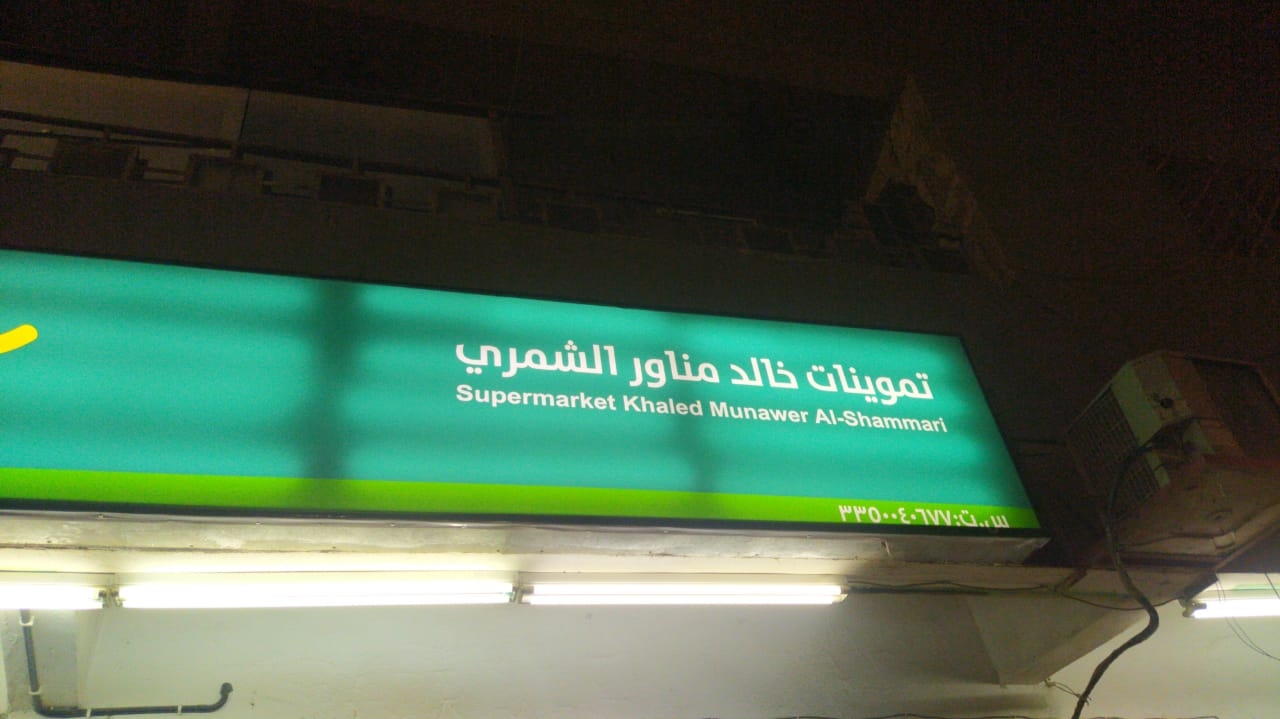 تموينات خالد مناور الشمري
Supermarket Khaled Munawer Al-Shammari
س.ت:٣٣٥٠٠٤٠٦٧٧